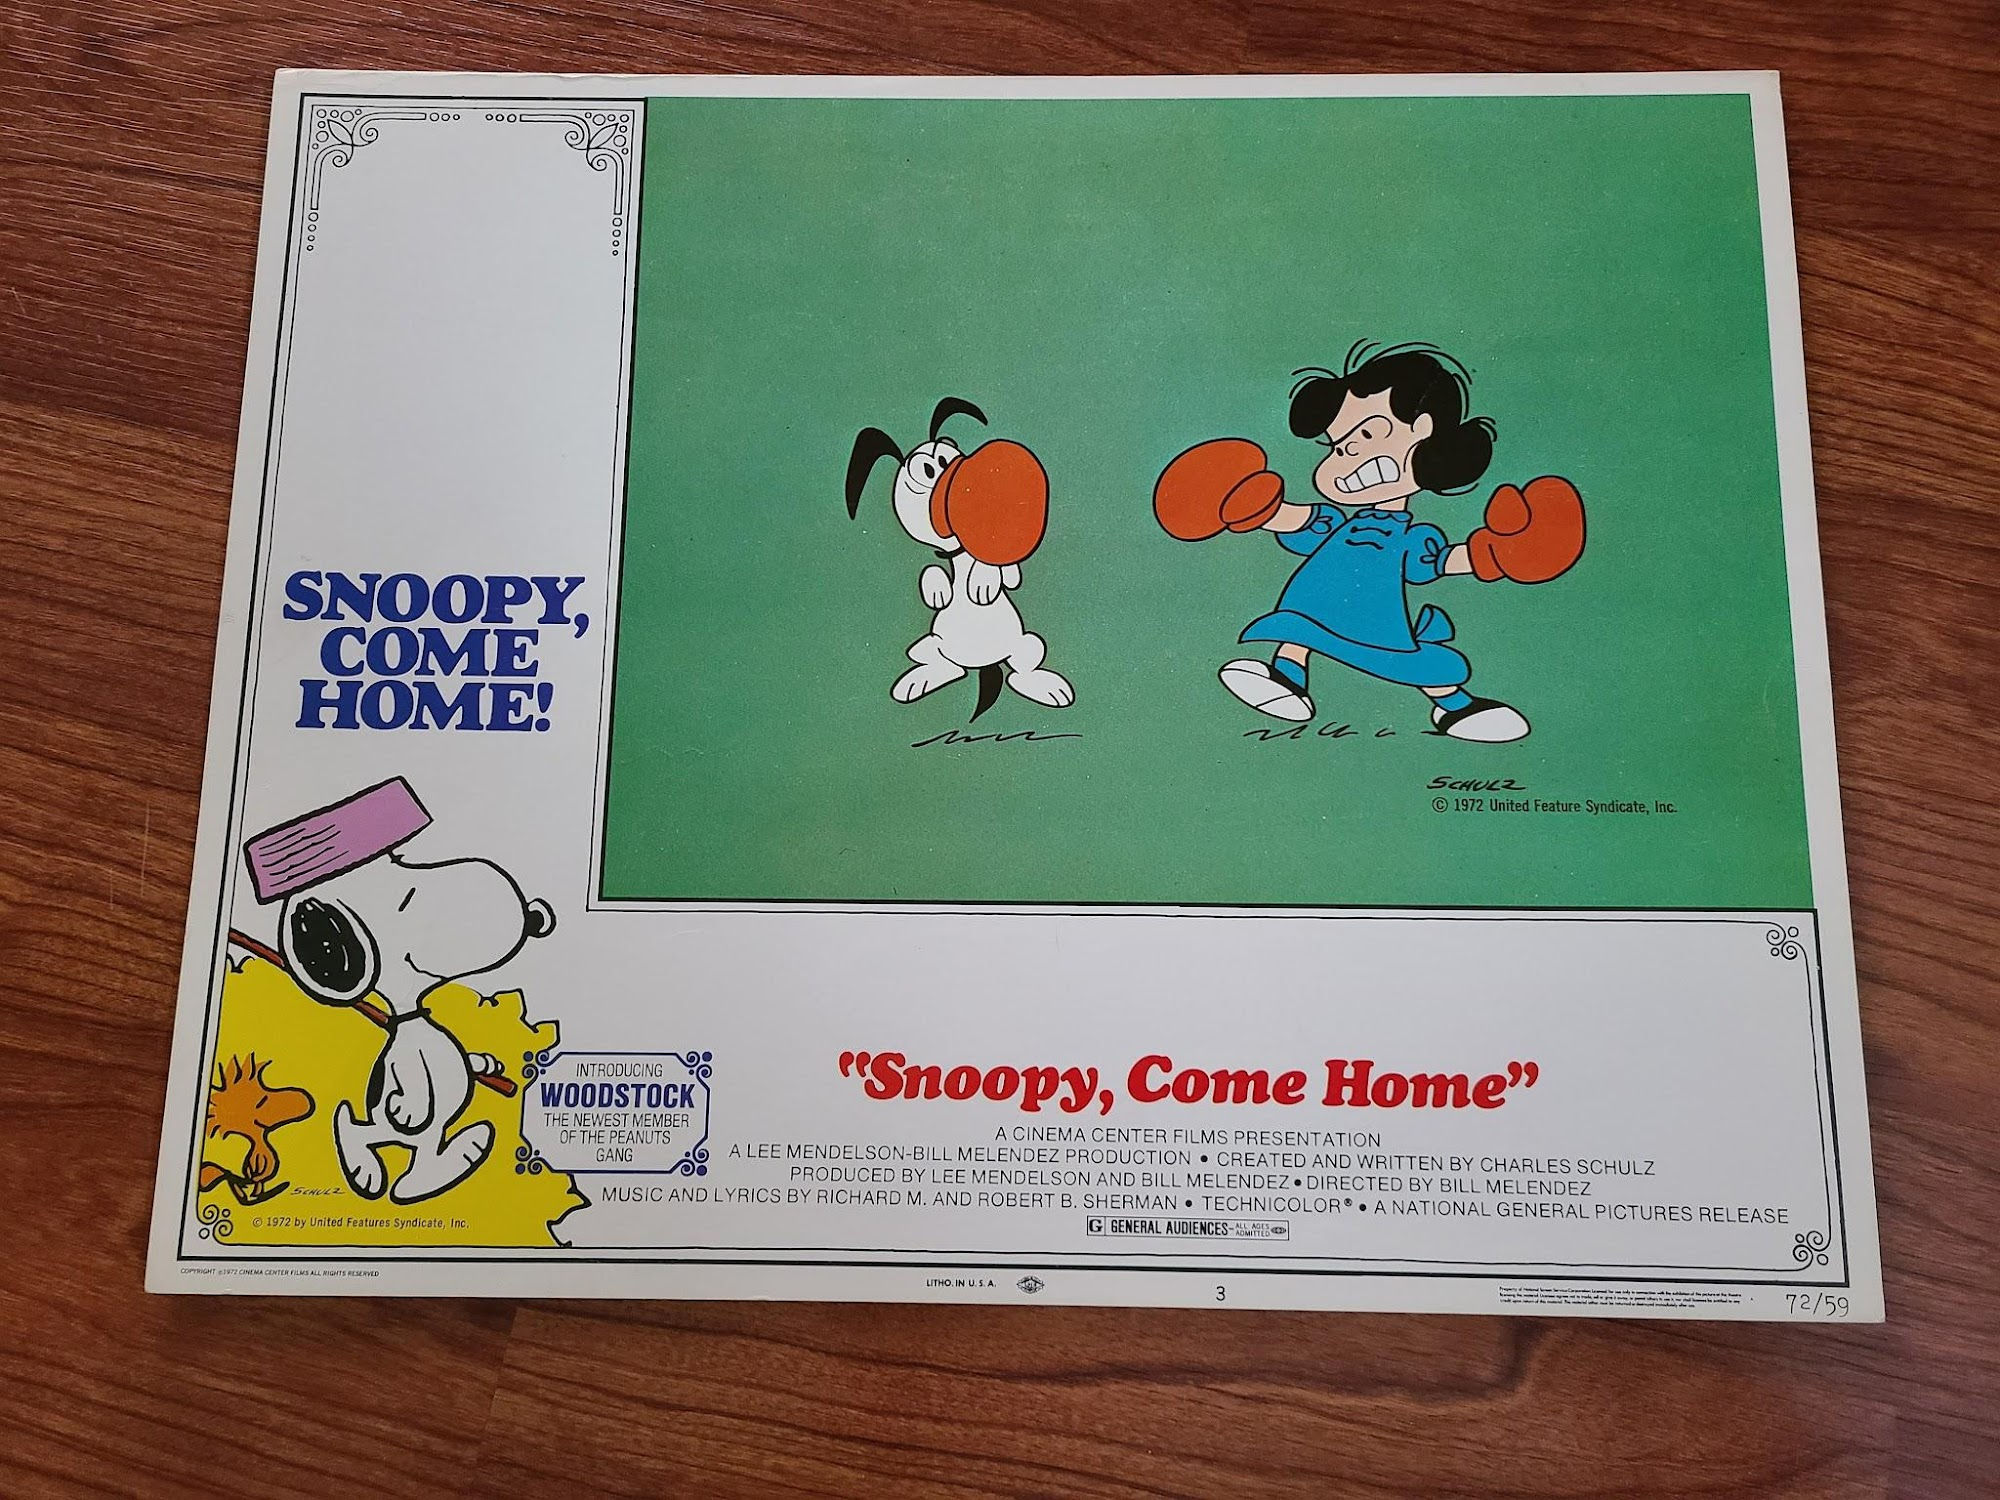 SNOOPY,
COME
HOME!
SCHULZ
© 1972 United Feature Syndicate, Inc.
INTRODUCING
WOODSTOCK
THE NEWEST MEMBER
OF THE PEANUTS
GANG
SCHULZ
© 1972 by United Features Syndicate, Inc.
"Snoopy, Come Home"
A CINEMA CENTER FILMS PRESENTATION
A LEE MENDELSON-BILL MELENDEZ PRODUCTION • CREATED AND WRITTEN BY CHARLES SCHULZ
PRODUCED BY LEE MENDELSON AND BILL MELENDEZ • DIRECTED BY BILL MELENDEZ
MUSIC AND LYRICS BY RICHARD M. AND ROBERT B. SHERMAN • TECHNICOLOR® • A NATIONAL GENERAL PICTURES RELEASE
G GENERAL AUDIENCES-ALL AGES ADMITTED
COPYRIGHT ©1972 CINEMA CENTER FILMS ALL RIGHTS RESERVED
LITHO. IN U. S. A.
3
72/59